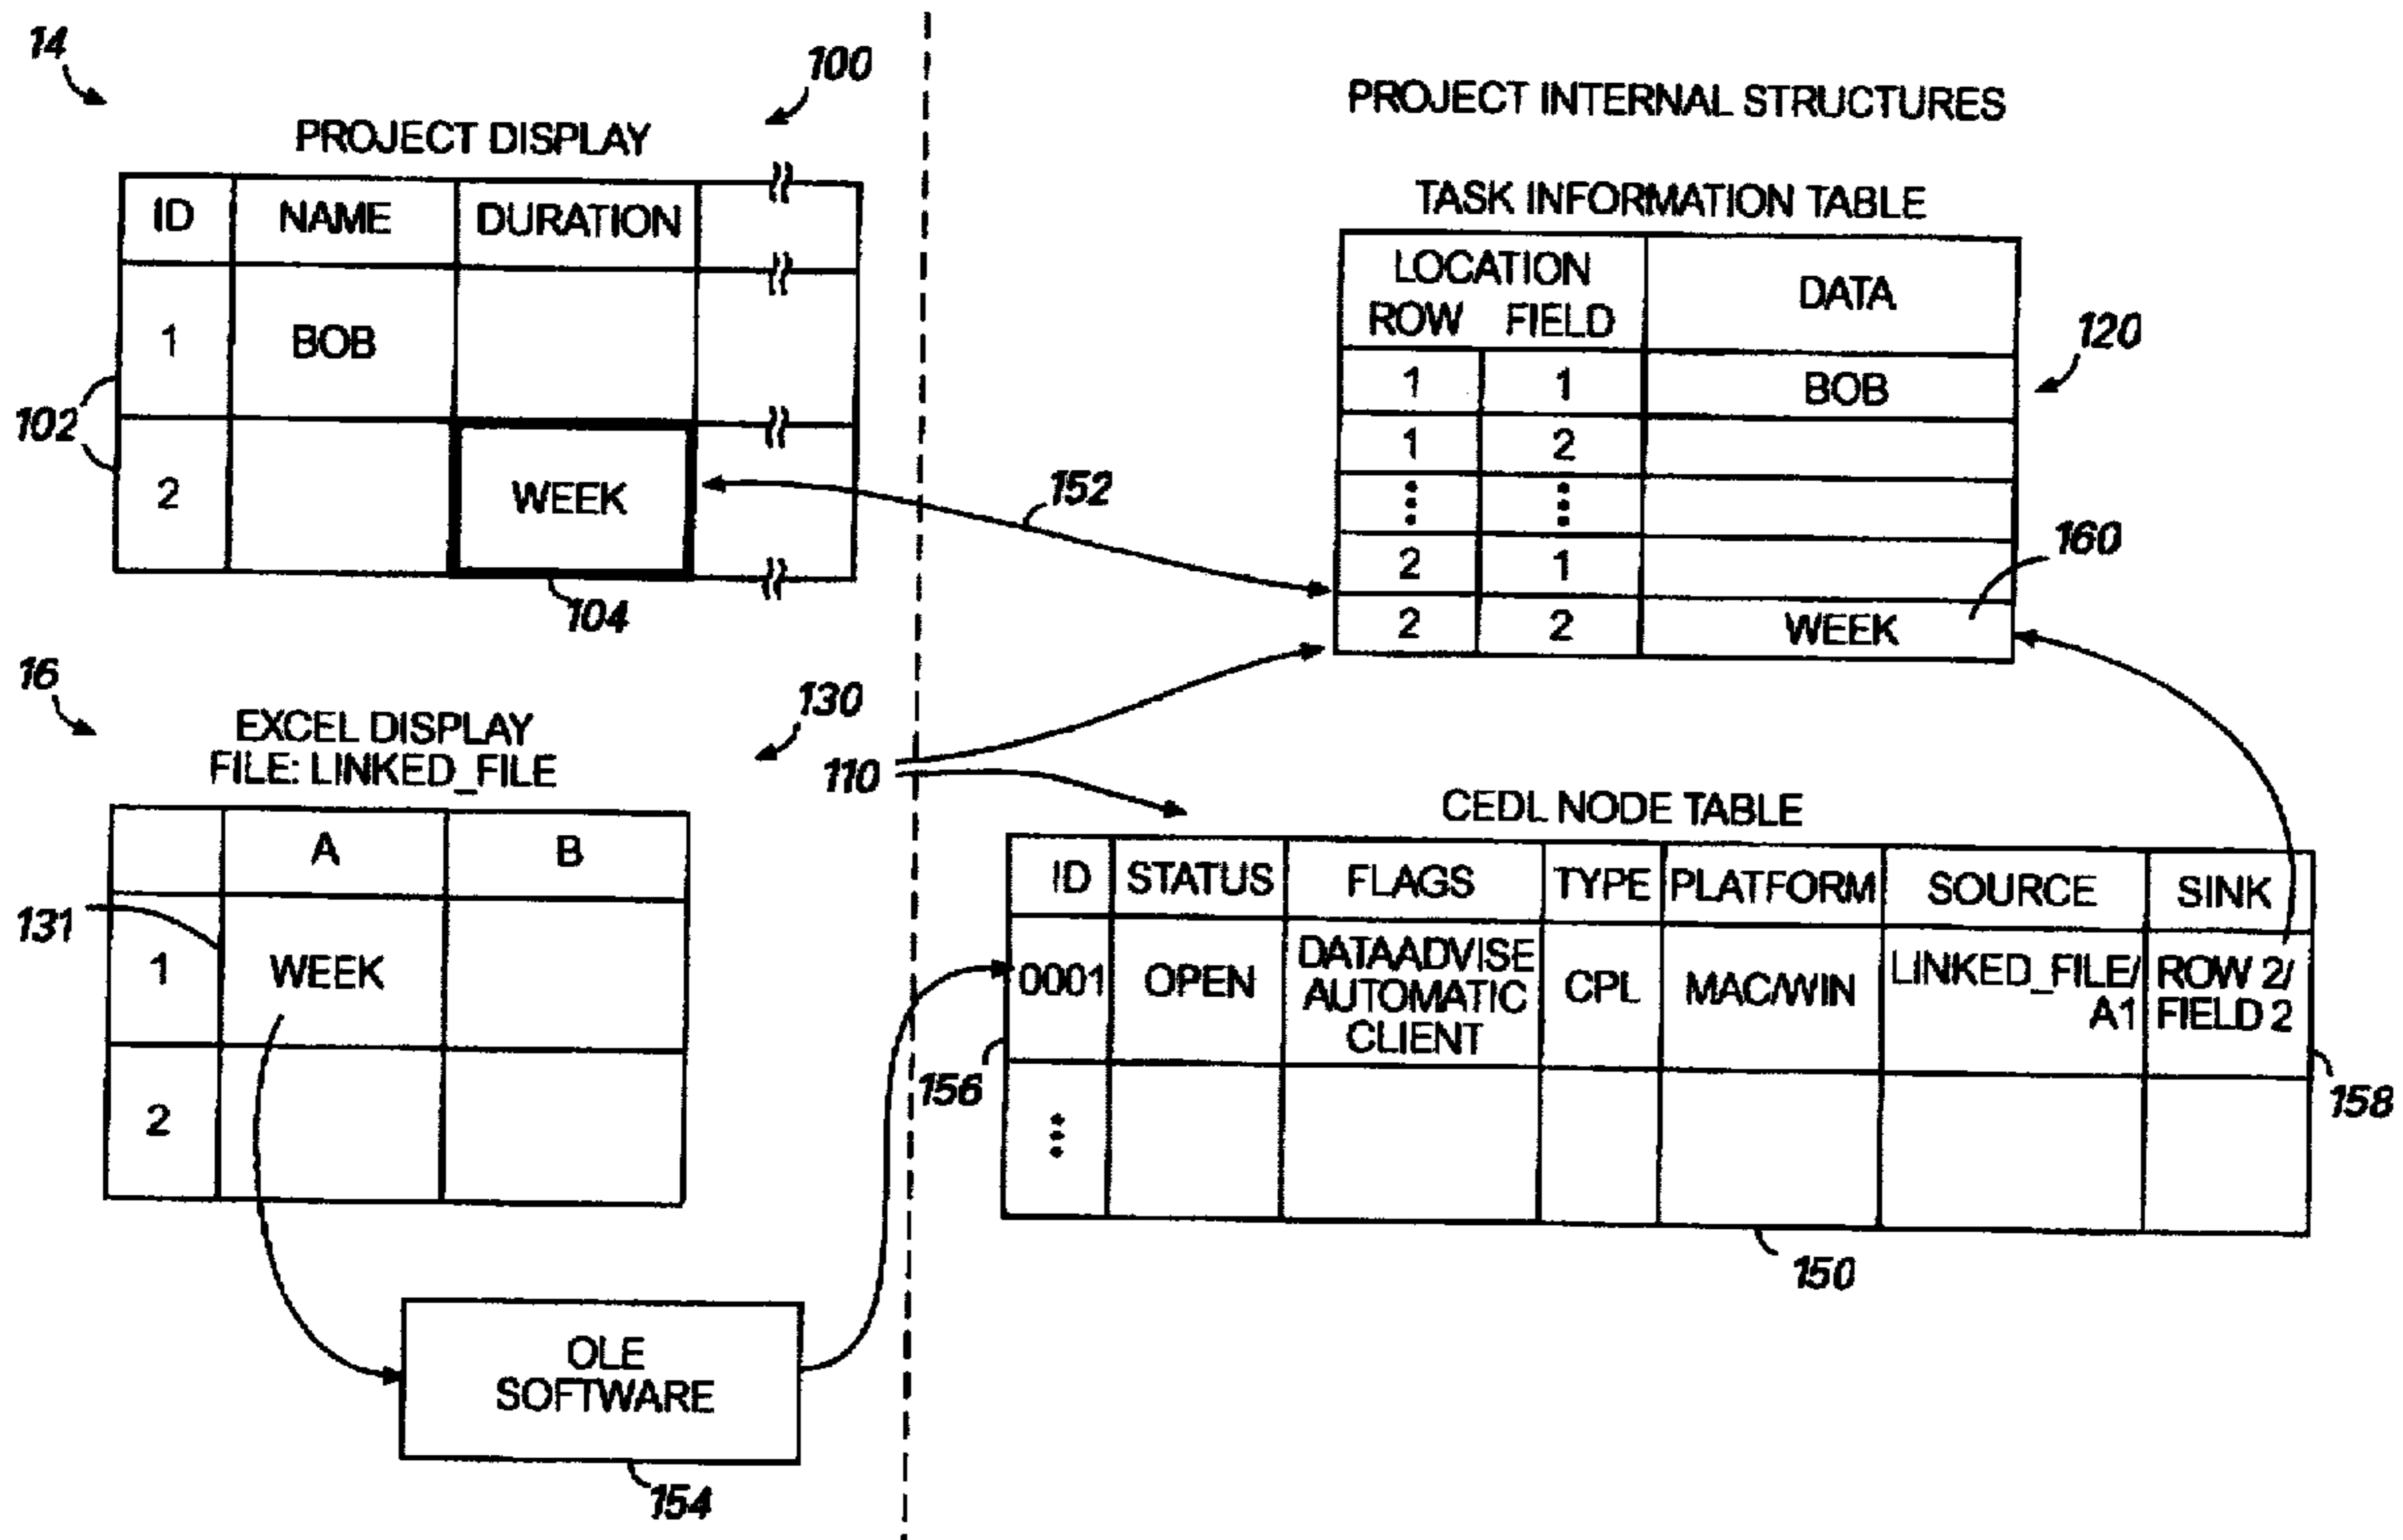 14
100
PROJECT DISPLAY
ID NAME DURATION
1 BOB
102
2 WEEK
104
152
16
130
EXCEL DISPLAY
FILE: LINKED_FILE
A B
131
1 WEEK
2
OLE
SOFTWARE
154
110
PROJECT INTERNAL STRUCTURES
TASK INFORMATION TABLE
LOCATION
ROW FIELD DATA
120
1 1 BOB
1 2
160
2 1
2 2 WEEK
CEDL NODE TABLE
ID STATUS FLAGS TYPE PLATFORM SOURCE SINK
0001 OPEN DATAADVISE AUTOMATIC CLIENT CPL MAC/WIN LINKED_FILE/ A1 ROW 2/ FIELD 2
156
158
150